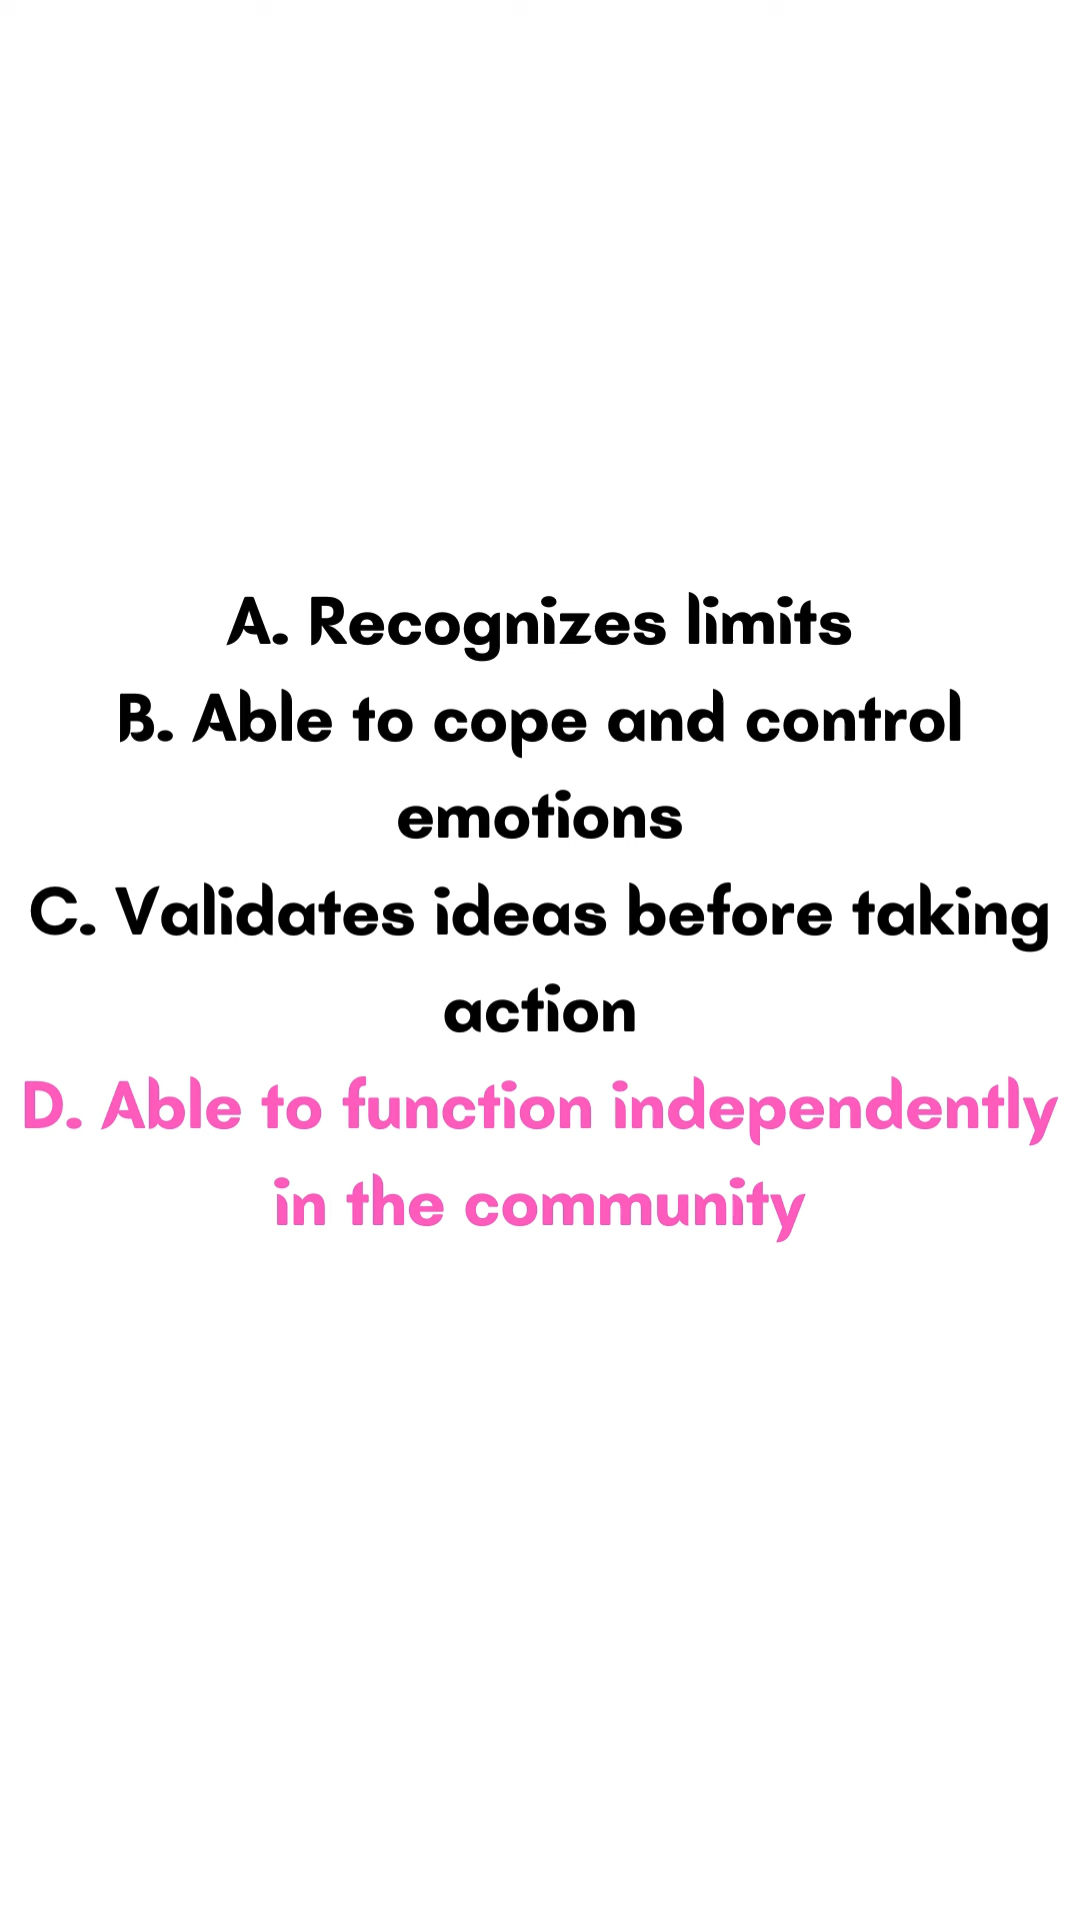 A. Recognizes limits
B. Able to cope and control
emotions
C. Validates ideas before taking
action
D. Able to function independently
in the community